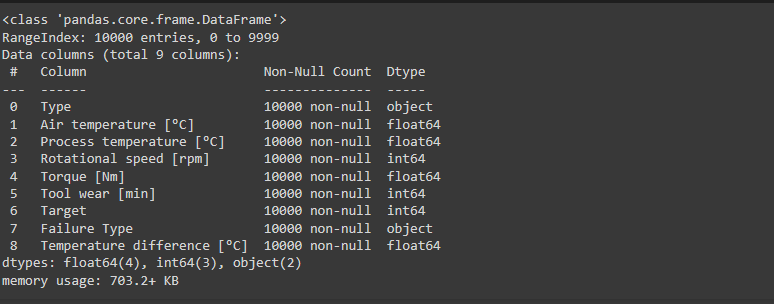 <class 'pandas.core.frame.DataFrame'>
RangeIndex: 10000 entries, 0 to 9999
Data columns (total 9 columns):
 #   Column                       Non-Null Count  Dtype
---  ------                       --------------  -----
 0   Type                         10000 non-null  object
 1   Air temperature [°C]         10000 non-null  float64
 2   Process temperature [°C]     10000 non-null  float64
 3   Rotational speed [rpm]       10000 non-null  int64
 4   Torque [Nm]                  10000 non-null  float64
 5   Tool wear [min]              10000 non-null  int64
 6   Target                       10000 non-null  int64
 7   Failure Type                 10000 non-null  object
 8   Temperature difference [°C]  10000 non-null  float64
dtypes: float64(4), int64(3), object(2)
memory usage: 703.2+ KB